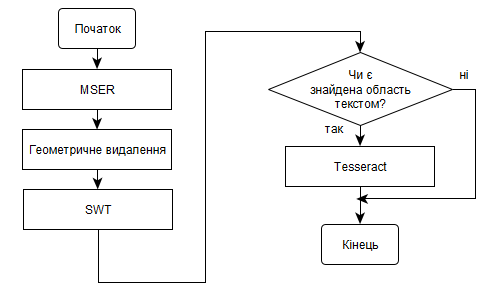 Початок
MSER
Геометричне видалення
SWT
Чи є
знайдена область
текстом?
ні
так
Tesseract
Кінець